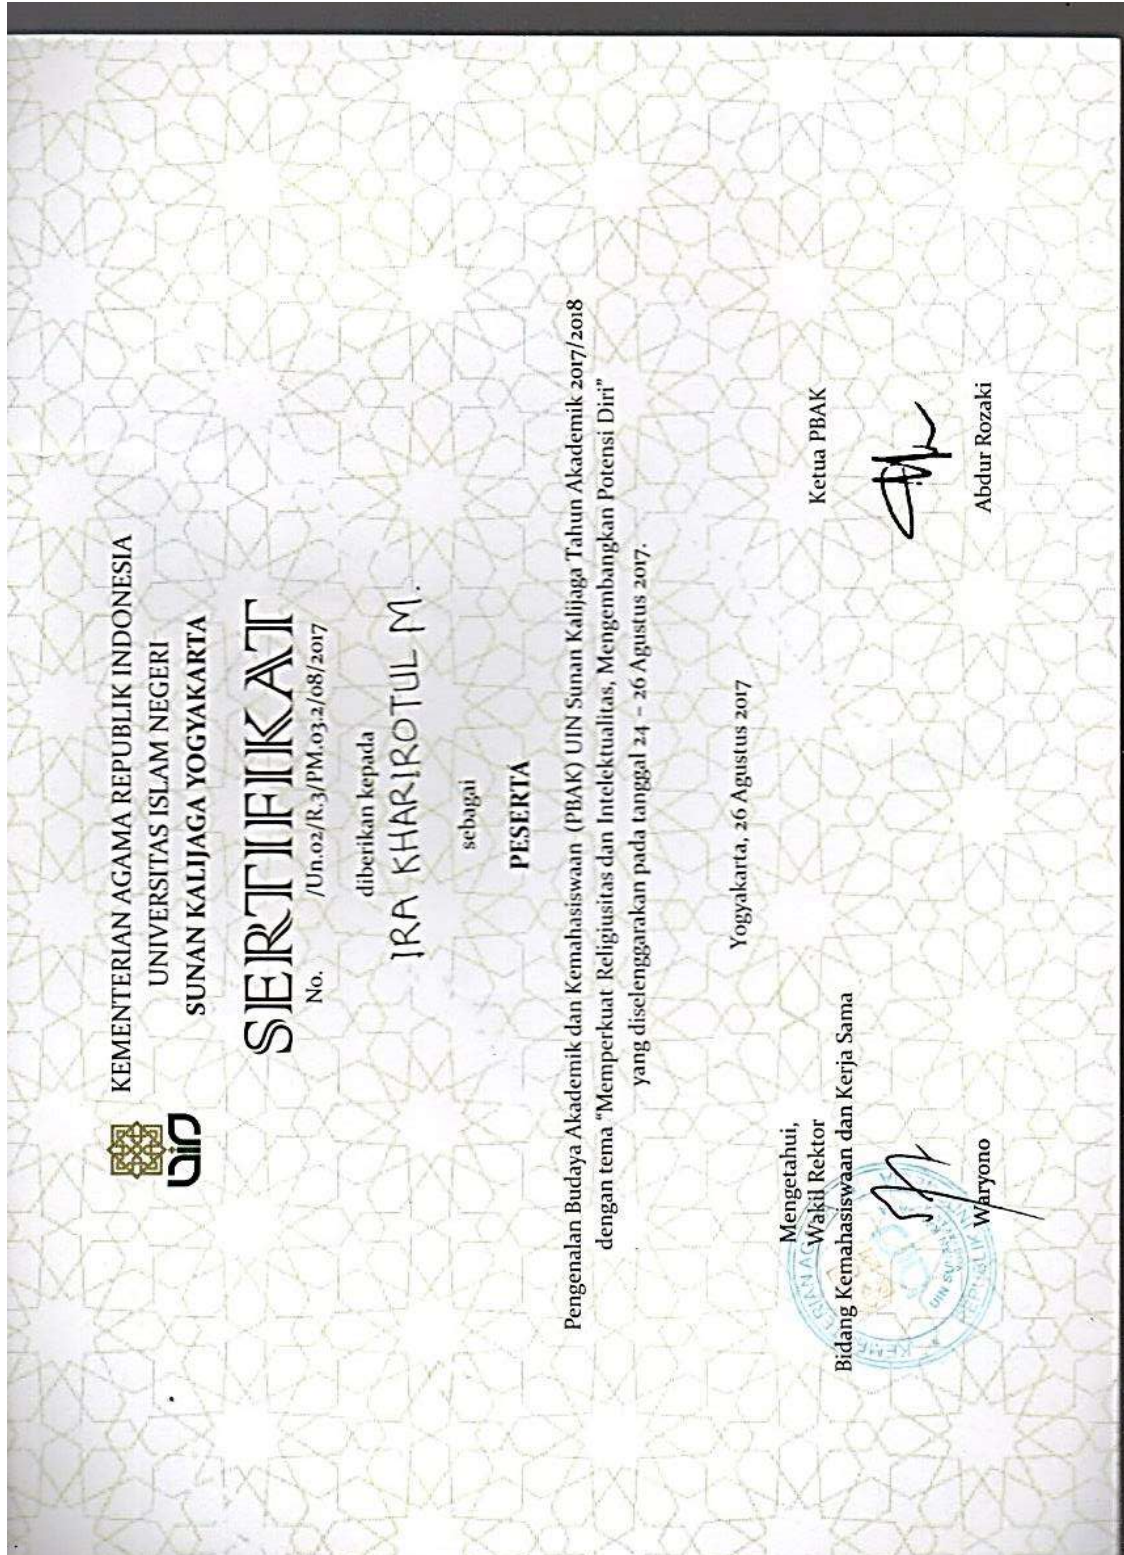 KEMENTERIAN AGAMA REPUBLIK INDONESIA
UNIVERSITAS ISLAM NEGERI
SUNAN KALIJAGA YOGYAKARTA
uin
SERTIFIKAT
No. /Un.02/R.3/PM.03.2/08/2017
diberikan kepada
IRA KHARIROTUL M.
sebagai
PESERTA
Pengenalan Budaya Akademik dan Kemahasiswaan (PBAK) UIN Sunan Kalijaga Tahun Akademik 2017/2018
dengan tema "Memperkuat Religiusitas dan Intelektualitas, Mengembangkan Potensi Diri"
yang diselenggarakan pada tanggal 24 – 26 Agustus 2017.
Yogyakarta, 26 Agustus 2017
Mengetahui,
Wakil Rektor
Bidang Kemahasiswaan dan Kerja Sama
Waryono
Ketua PBAK
Abdur Rozaki